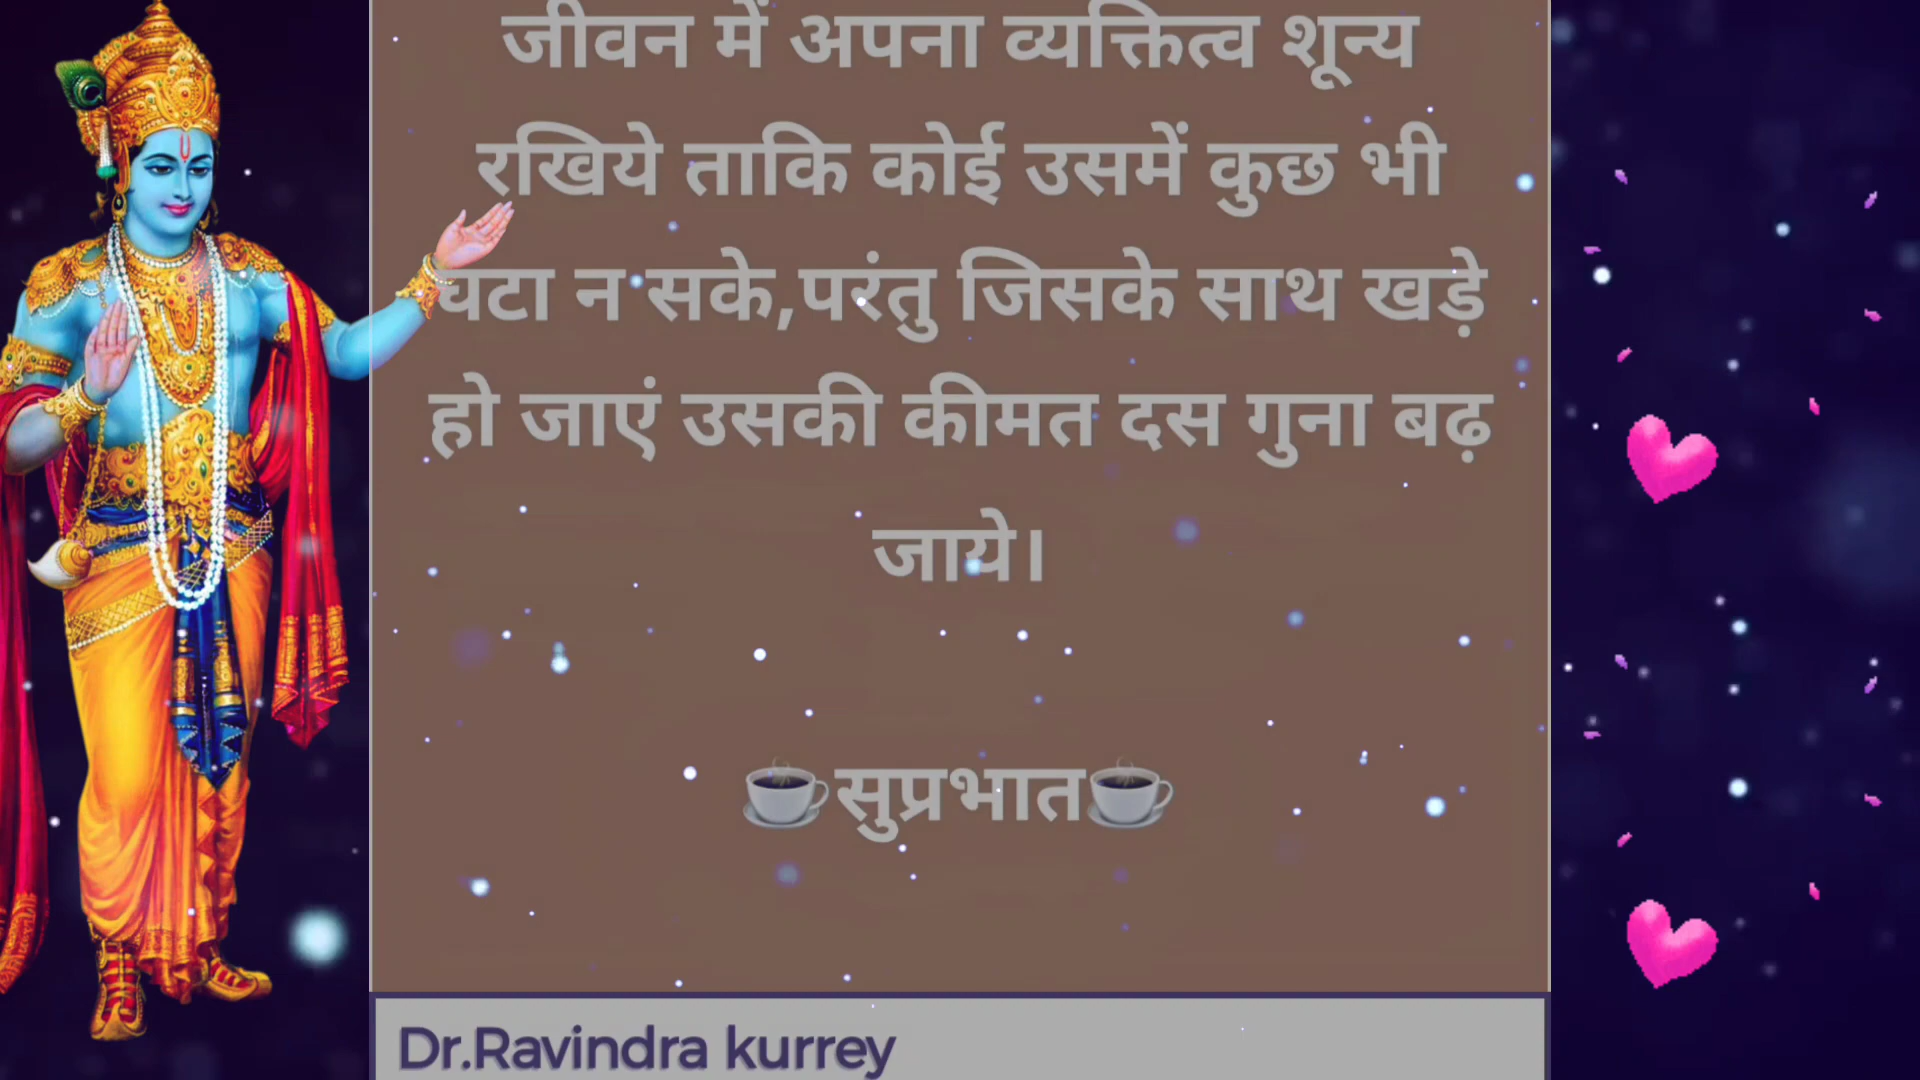 जीवन में अपना व्यक्तित्व शून्य
रखिये ताकि कोई उसमें कुछ भी
घटा न सके,परंतु जिसके साथ खड़े
हो जाएं उसकी कीमत दस गुना बढ़
जाये।
☕सुप्रभात☕
Dr.Ravindra kurrey